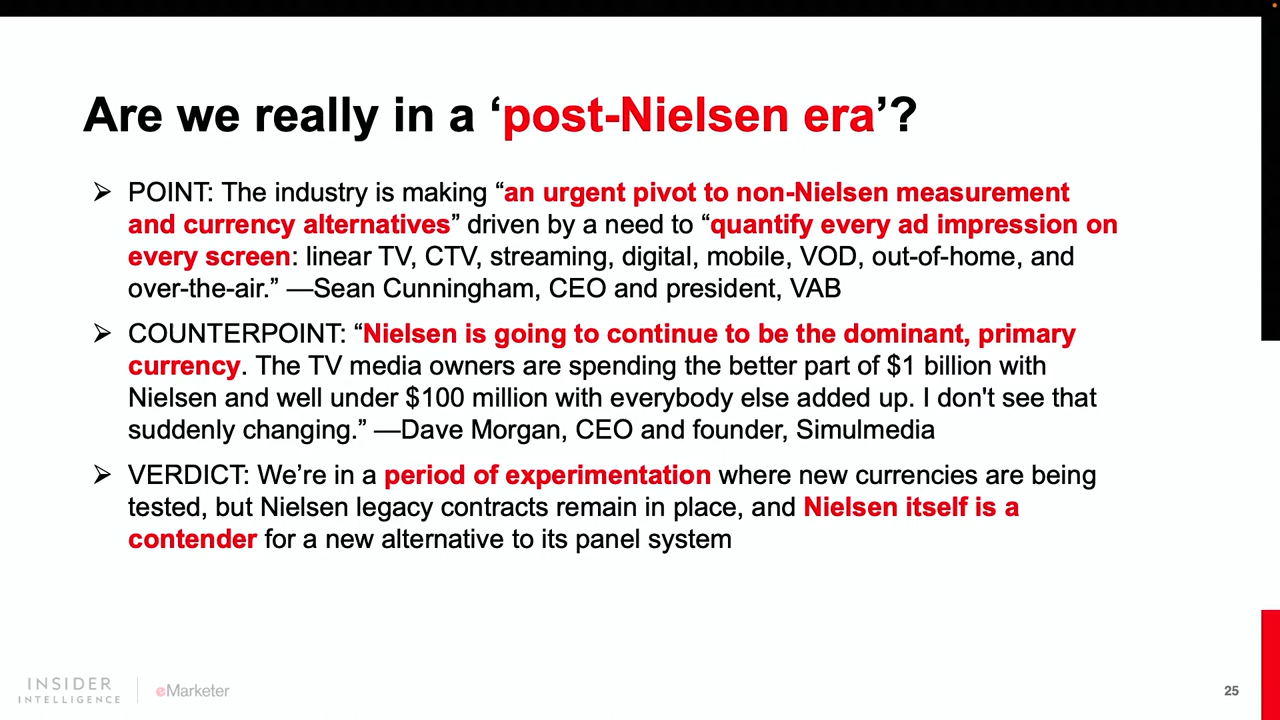 Are we really in a ‘post-Nielsen era’?
➢ POINT: The industry is making “an urgent pivot to non-Nielsen measurement
and currency alternatives” driven by a need to “quantify every ad impression on
every screen: linear TV, CTV, streaming, digital, mobile, VOD, out-of-home, and
over-the-air.” —Sean Cunningham, CEO and president, VAB
➢ COUNTERPOINT: “Nielsen is going to continue to be the dominant, primary
currency. The TV media owners are spending the better part of $1 billion with
Nielsen and well under $100 million with everybody else added up. I don't see that
suddenly changing.” —Dave Morgan, CEO and founder, Simulmedia
➢ VERDICT: We’re in a period of experimentation where new currencies are being
tested, but Nielsen legacy contracts remain in place, and Nielsen itself is a
contender for a new alternative to its panel system
INSIDER
INTELLIGENCE
eMarketer
25